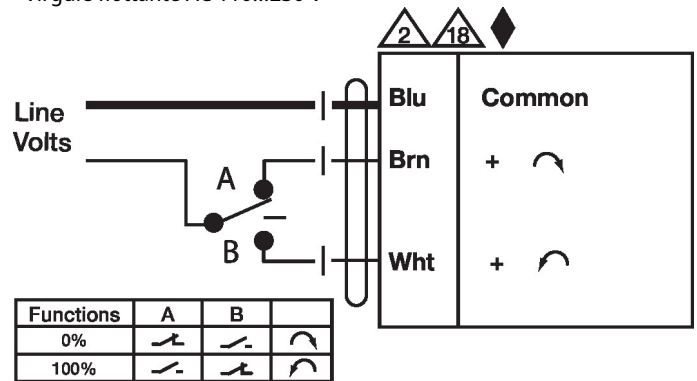 2 18
Line
Volts
Blu Common
Brn +
Wht +
A
B
Functions A B
0%
100%